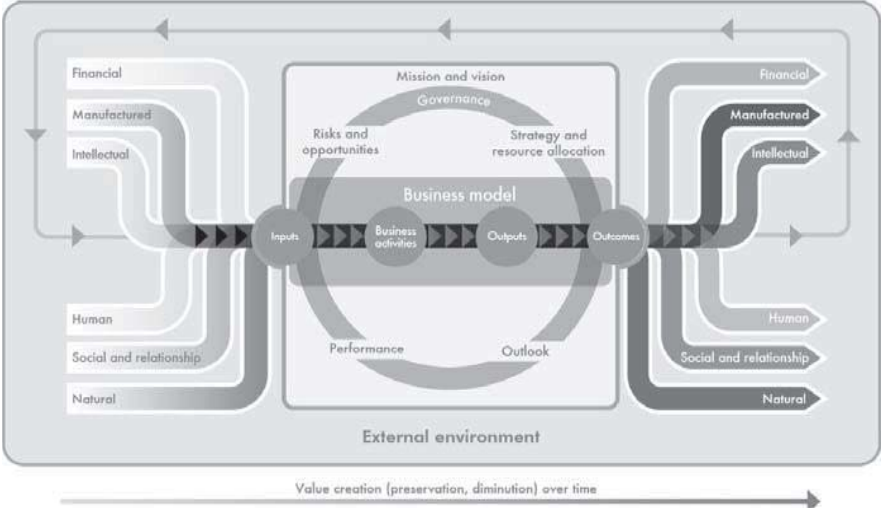 Financial
Manufactured
Intellectual
Human
Social and relationship
Natural
Mission and vision
Governance
Risks and
opportunities
Strategy and
resource allocation
Business model
Inputs
Business
activities
Outputs
Outcomes
Performance
Outlook
Financial
Manufactured
Intellectual
Human
Social and relationship
Natural
External environment
Value creation (preservation, diminution) over time